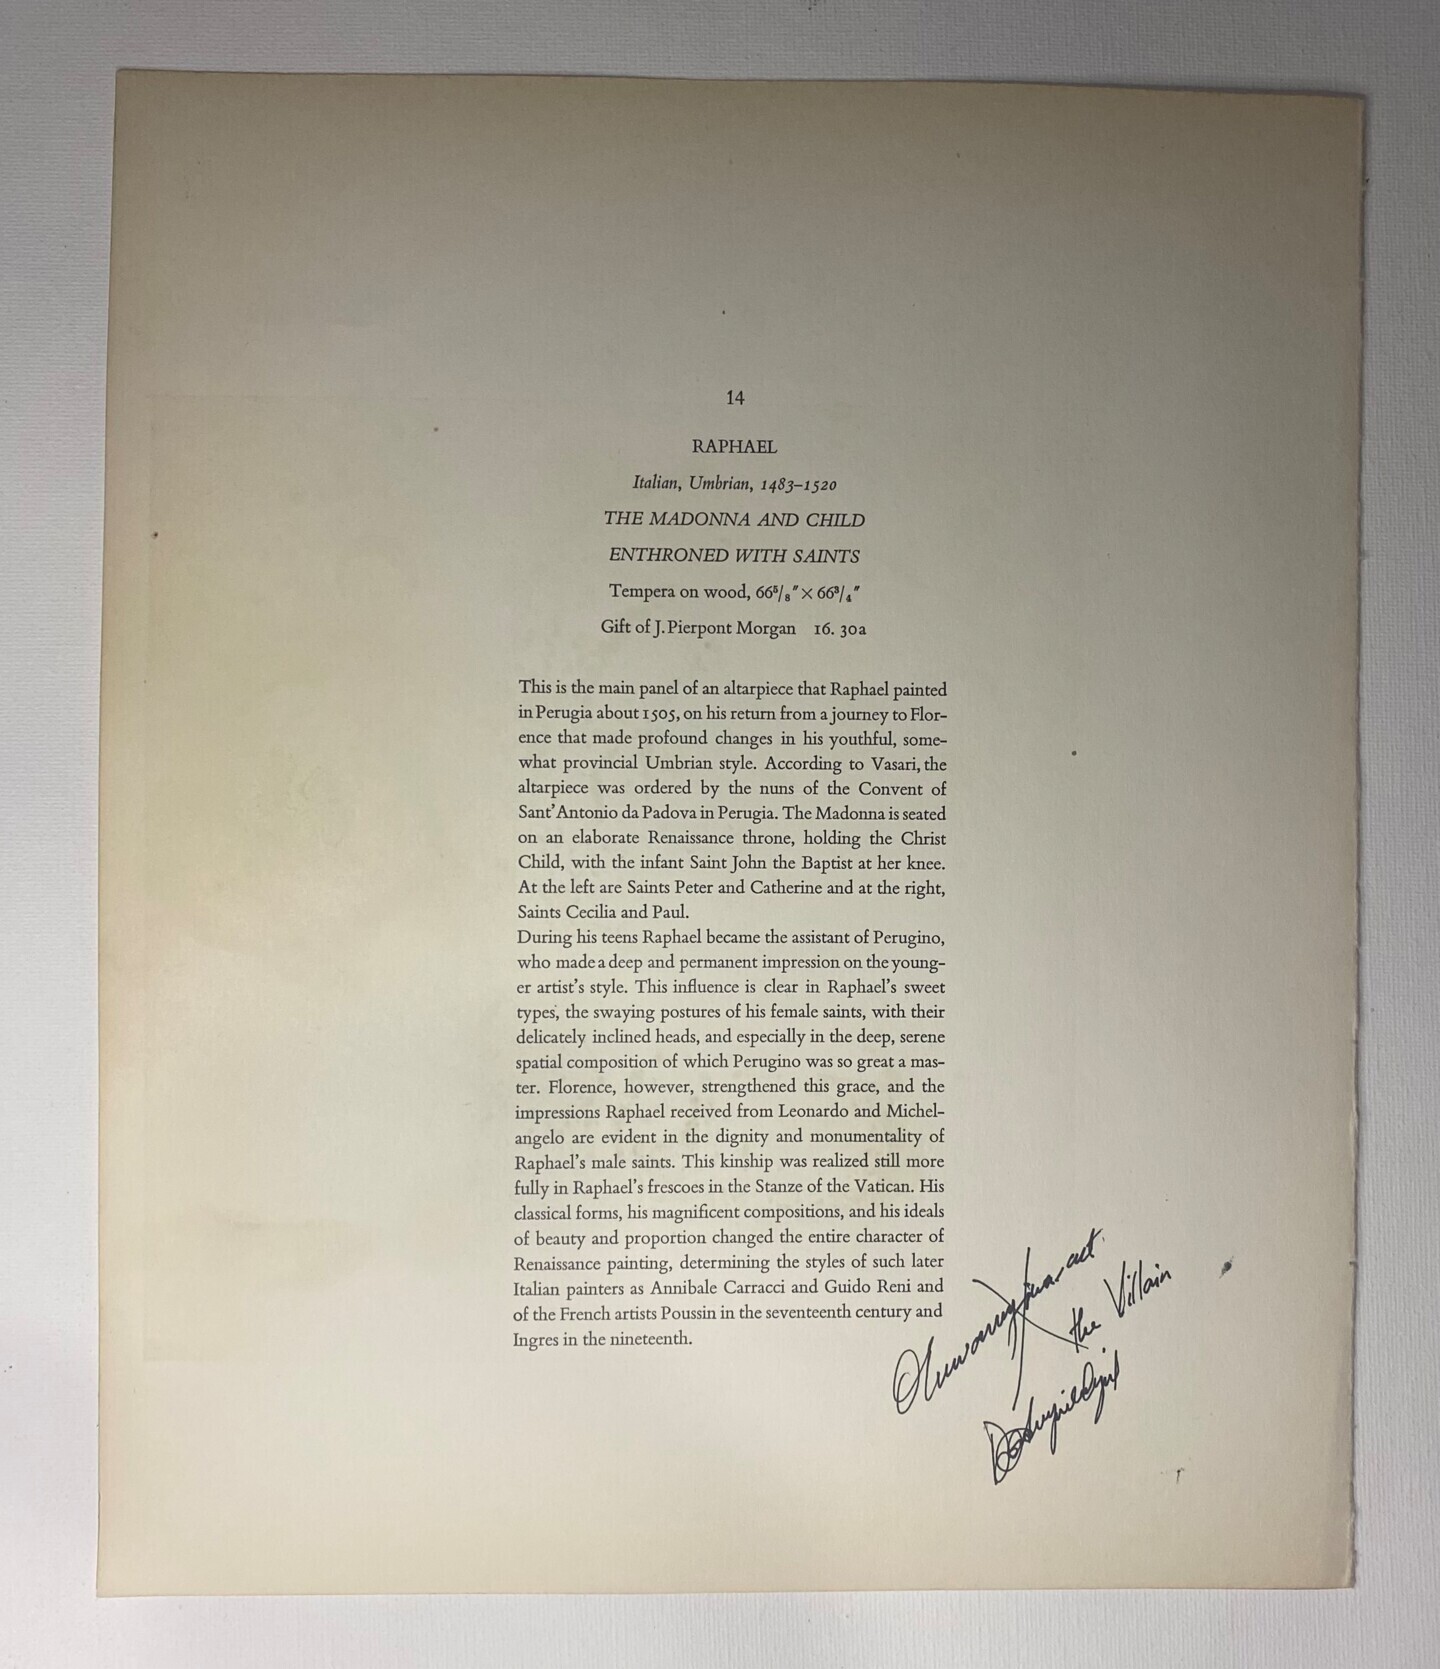 14
RAPHAEL
Italian, Umbrian, 1483–1520
THE MADONNA AND CHILD
ENTHRONED WITH SAINTS
Tempera on wood, 66⅝″ × 66¾″
Gift of J. Pierpont Morgan 16. 30a
This is the main panel of an altarpiece that Raphael painted
in Perugia about 1505, on his return from a journey to Flor-
ence that made profound changes in his youthful, some-
what provincial Umbrian style. According to Vasari, the
altarpiece was ordered by the nuns of the Convent of
Sant'Antonio da Padova in Perugia. The Madonna is seated
on an elaborate Renaissance throne, holding the Christ
Child, with the infant Saint John the Baptist at her knee.
At the left are Saints Peter and Catherine and at the right,
Saints Cecilia and Paul.
During his teens Raphael became the assistant of Perugino,
who made a deep and permanent impression on the young-
er artist's style. This influence is clear in Raphael's sweet
types, the swaying postures of his female saints, with their
delicately inclined heads, and especially in the deep, serene
spatial composition of which Perugino was so great a mas-
ter. Florence, however, strengthened this grace, and the
impressions Raphael received from Leonardo and Michel-
angelo are evident in the dignity and monumentality of
Raphael's male saints. This kinship was realized still more
fully in Raphael's frescoes in the Stanze of the Vatican. His
classical forms, his magnificent compositions, and his ideals
of beauty and proportion changed the entire character of
Renaissance painting, determining the styles of such later
Italian painters as Annibale Carracci and Guido Reni and
of the French artists Poussin in the seventeenth century and
Ingres in the nineteenth.
the Villain